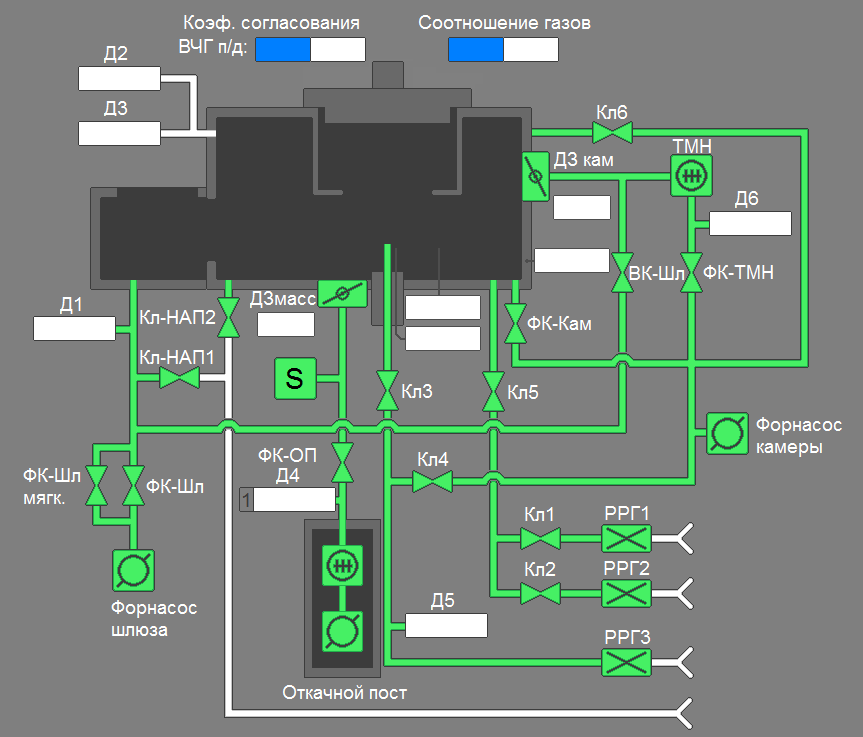 Коэф. согласования
ВЧГ п/д:
Соотношение газов
Д2
Д3
Кл6
ТМН
ДЗ кам
Д6
ВК-Шл
ФК-ТМН
Д1
Кл-НАП2
ДЗмасс
ФК-Кам
Кл-НАП1
S
Кл3
Кл5
Форнасос
камеры
ФК-ОП
Д4
Кл4
ФК-Шл
мягк.
ФК-Шл
1
Кл1
РРГ1
Кл2
РРГ2
Форнасос
шлюза
Д5
РРГ3
Откачной пост